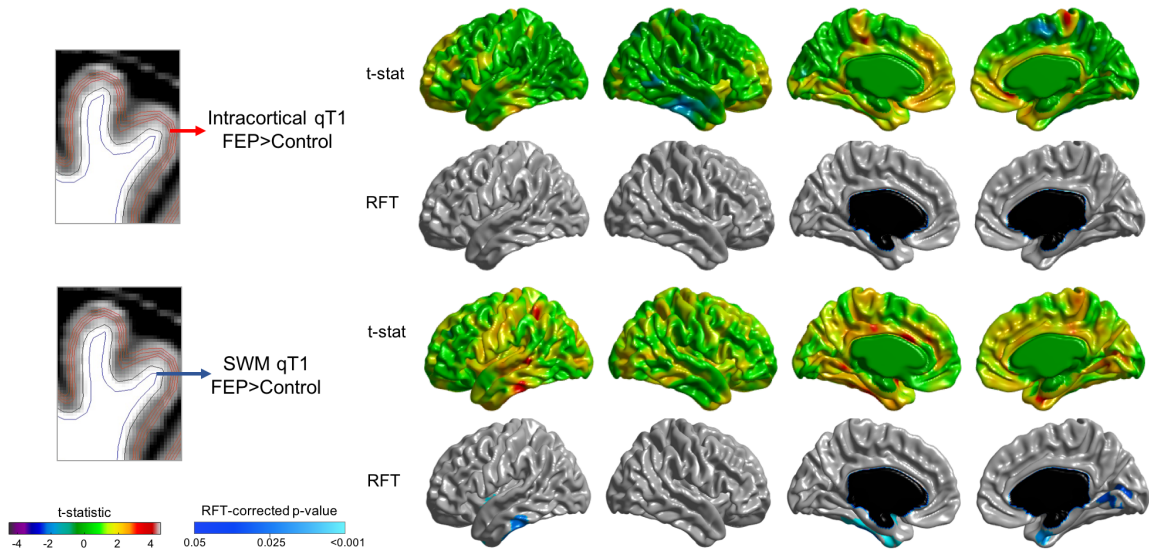 t-stat
Intracortical qT1
FEP>Control
RFT
t-stat
SWM qT1
FEP>Control
RFT
t-statistic
-4 -2 0 2 4
RFT-corrected p-value
0.05 0.025 <0.001